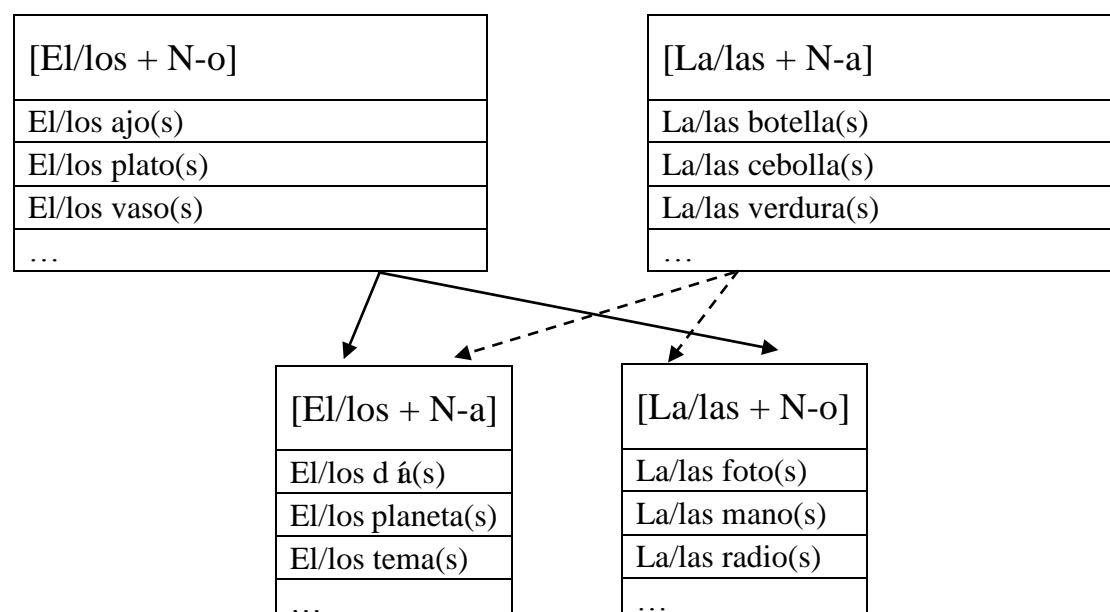 [El/los + N-o]
El/los ajo(s)
El/los plato(s)
El/los vaso(s)
…
[La/las + N-a]
La/las botella(s)
La/las cebolla(s)
La/las verdura(s)
…
[El/los + N-a]
El/los d ía(s)
El/los planeta(s)
El/los tema(s)
…
[La/las + N-o]
La/las foto(s)
La/las mano(s)
La/las radio(s)
…